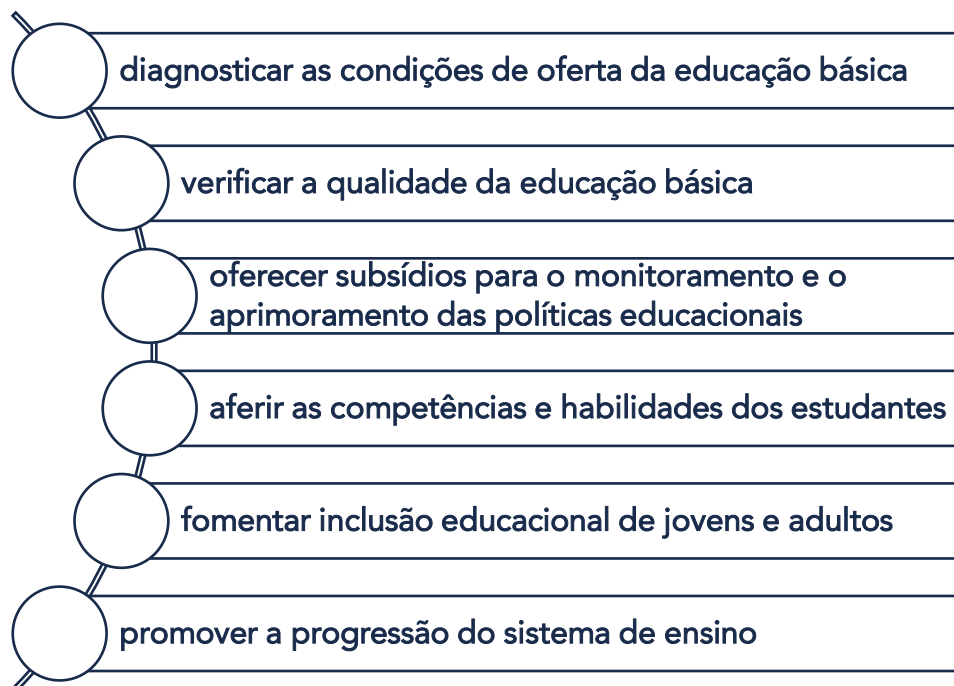 diagnosticar as condições de oferta da educação básica
verificar a qualidade da educação básica
oferecer subsídios para o monitoramento e o
aprimoramento das políticas educacionais
aferir as competências e habilidades dos estudantes
fomentar inclusão educacional de jovens e adultos
promover a progressão do sistema de ensino